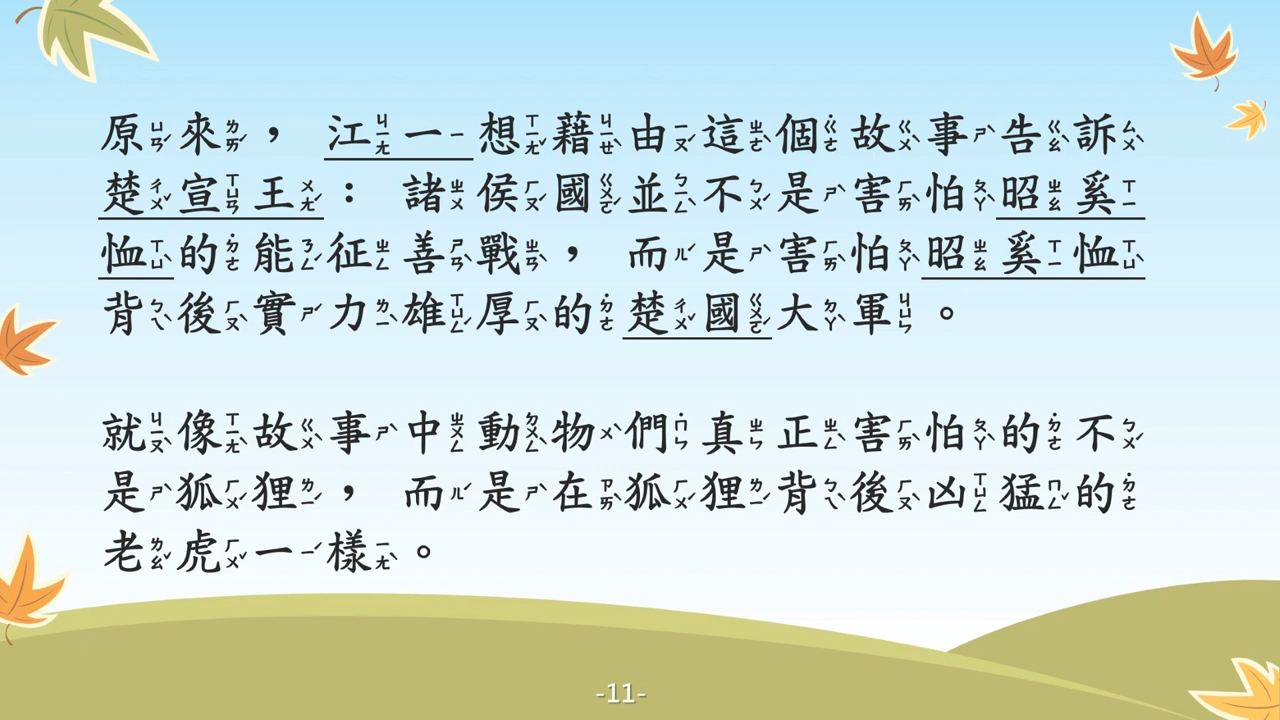 原來，江一想藉由這個故事告訴
楚宣王：諸侯國並不是害怕昭奚
恤的能征善戰，而是害怕昭奚恤
背後實力雄厚的楚國大軍。
就像故事中動物們真正害怕的不
是狐狸，而是在狐狸背後凶猛的
老虎一樣。
-11-